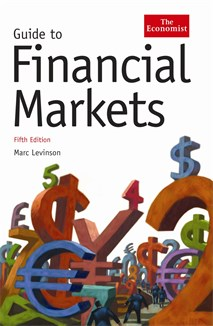 The
Economist
Guide to
Financial
Markets
Fifth Edition
Marc Levinson